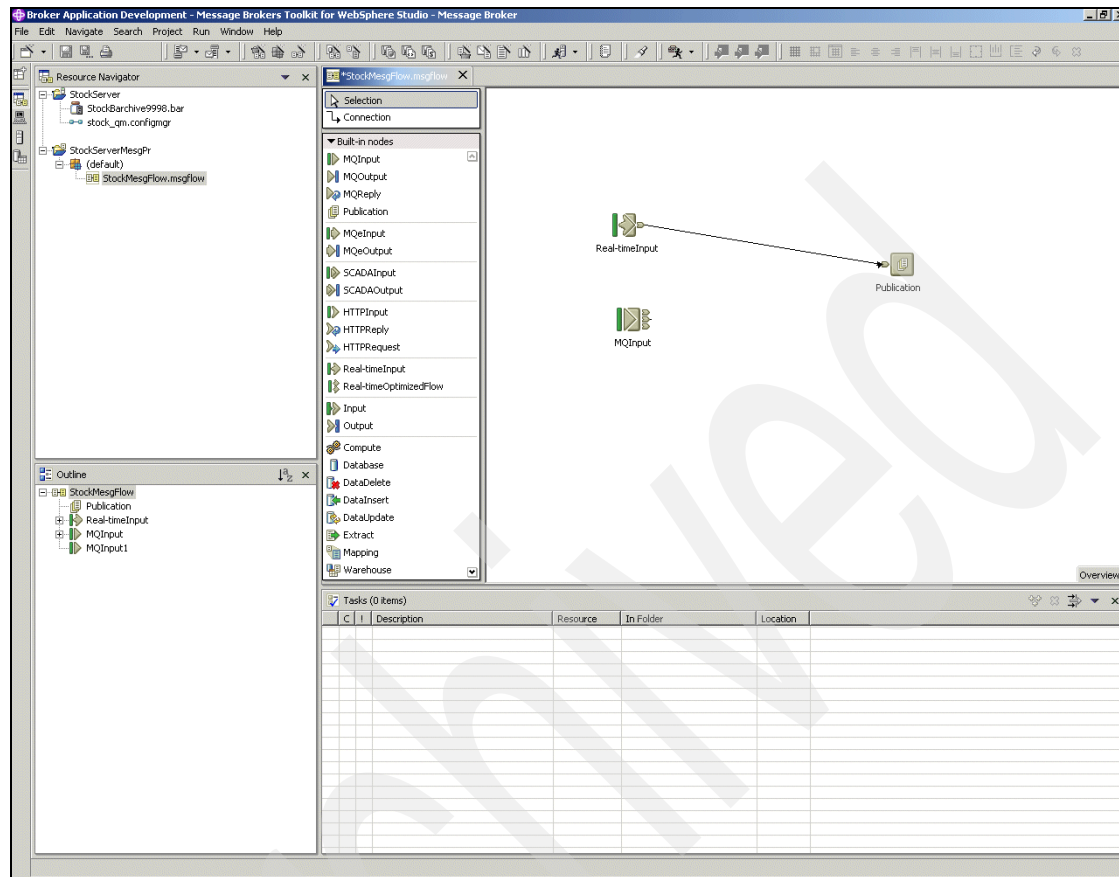 Broker Application Development - Message Brokers Toolkit for WebSphere Studio - Message Broker
File Edit Navigate Search Project Run Window Help
Resource Navigator
StockServer
StockBarchive9998.bar
stock_qm.configmgr
StockServerMesgPr
(default)
StockMesgFlow.msgflow
Outline
StockMesgFlow
Publication
Real-timeInput
MQInput
MQInput1
*StockMesgFlow.msgflow
Selection
Connection
Built-in nodes
MQInput
MQOutput
MQReply
Publication
MQeInput
MQeOutput
SCADAInput
SCADAOutput
HTTPInput
HTTPReply
HTTPRequest
Real-timeInput
Real-timeOptimizedFlow
Input
Output
Compute
Database
DataDelete
DataInsert
DataUpdate
Extract
Mapping
Warehouse
Real-timeInput
Publication
MQInput
Overview
Tasks (0 items)
C ! Description Resource In Folder Location